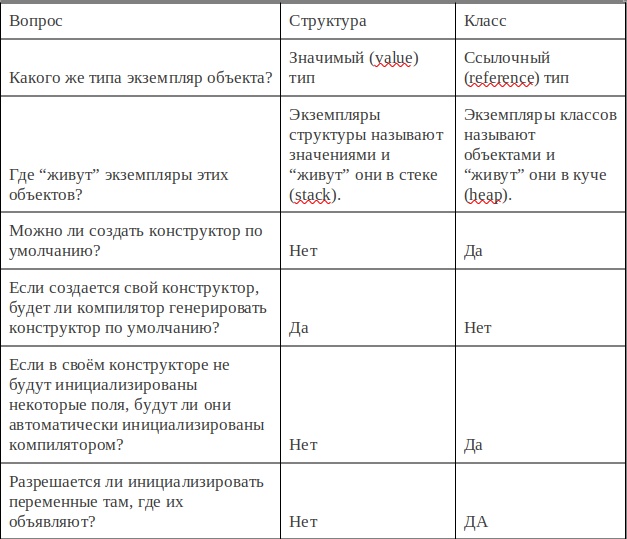 Вопрос
Структура
Класс
Какого же типа экземпляр объекта?
Значимый (value)
тип
Ссылочный
(reference) тип
Где “живут” экземпляры этих
объектов?
Экземпляры
структуры называют
значениями и
“живут” они в стеке
(stack).
Экземпляры классов
называют
объектами и
“живут” они в куче
(heap).
Можно ли создать конструктор по
умолчанию?
Нет
Да
Если создается свой конструктор,
будет ли компилятор генерировать
конструктор по умолчанию?
Да
Нет
Если в своём конструкторе не
будут инициализированы
некоторые поля, будут ли они
автоматически инициализированы
компилятором?
Нет
Да
Разрешается ли инициализировать
переменные там, где их
объявляют?
Нет
ДА